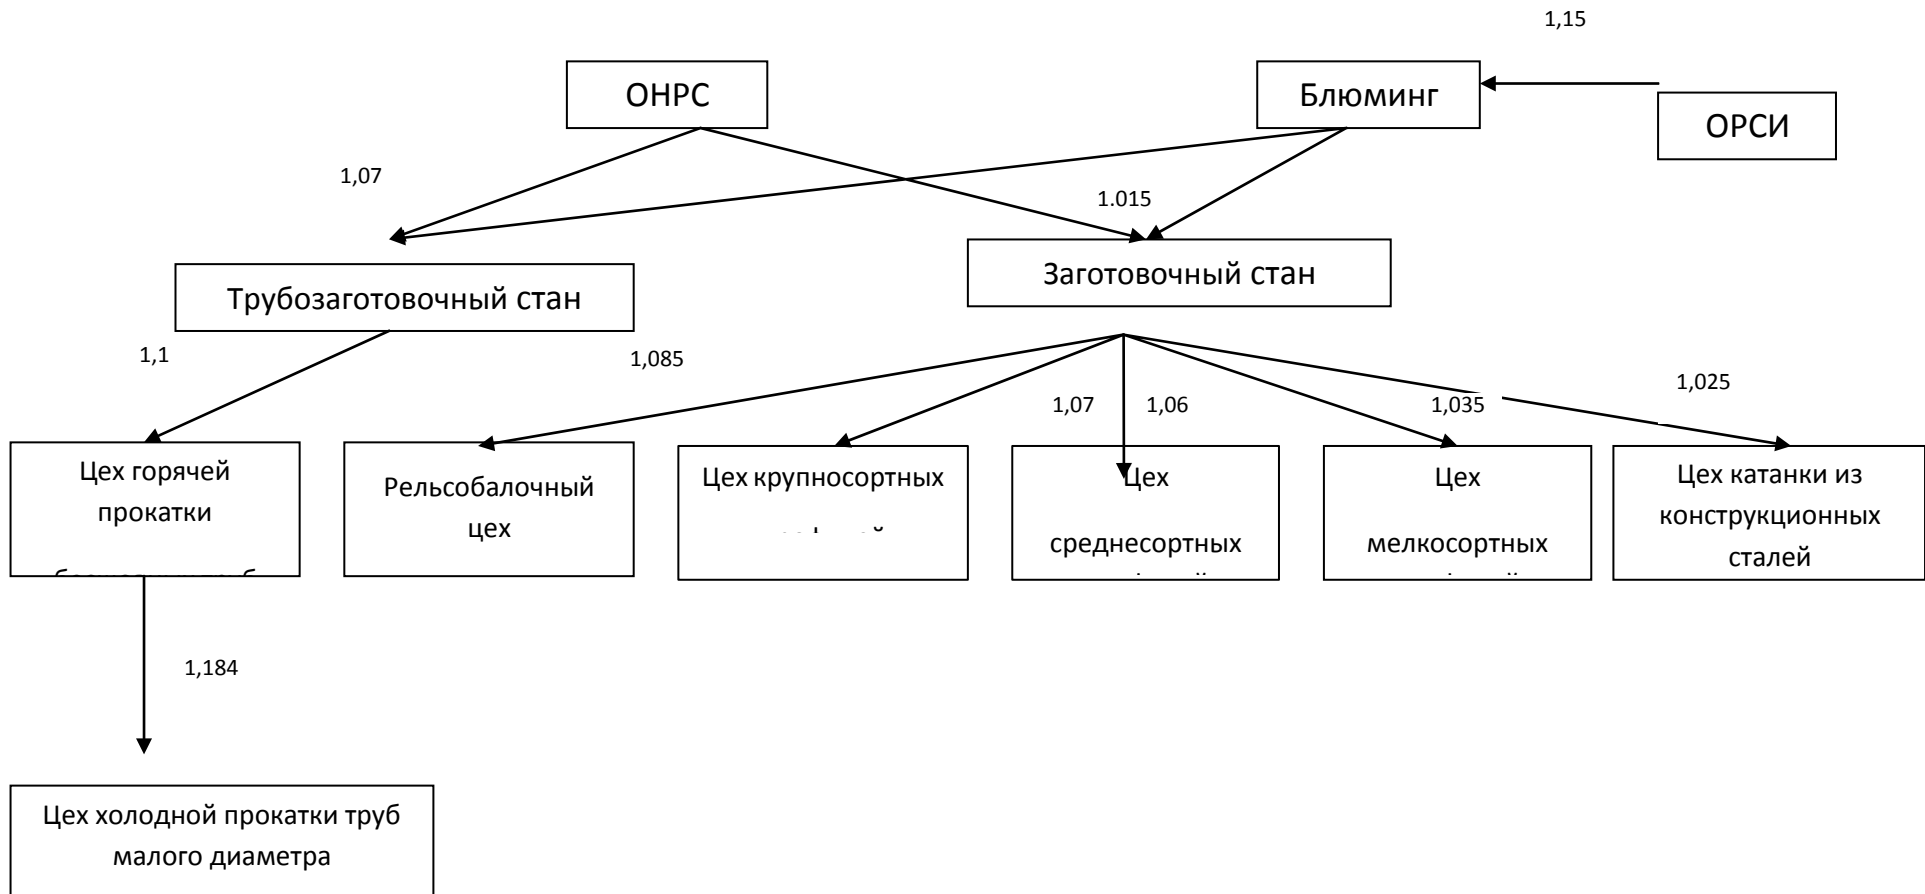 1,15
ОНРС
Блюминг
ОРСИ
1,07
1.015
Трубозаготовочный стан
Заготовочный стан
1,1
1,085
1,07
1,06
1,035
1,025
Цех горячей
прокатки
Рельсобалочный
цех
Цех крупносортных
Цех
среднесортных
Цех
мелкосортных
Цех катанки из
конструкционных
сталей
1,184
Цех холодной прокатки труб
малого диаметра